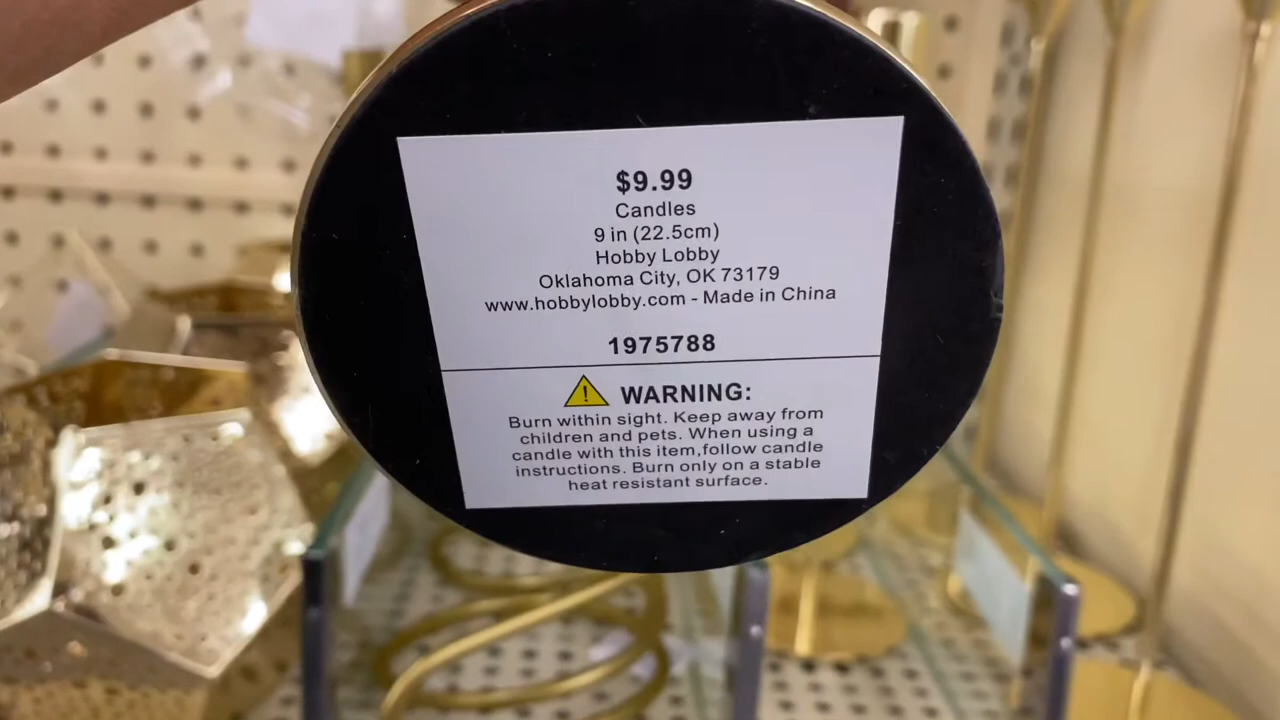 $9.99
Candles
9 in (22.5cm)
Hobby Lobby
Oklahoma City, OK 73179
www.hobbylobby.com - Made in China
1975788
WARNING:
Burn within sight. Keep away from
children and pets. When using a
candle with this item,follow candle
instructions. Burn only on a stable
heat resistant surface.